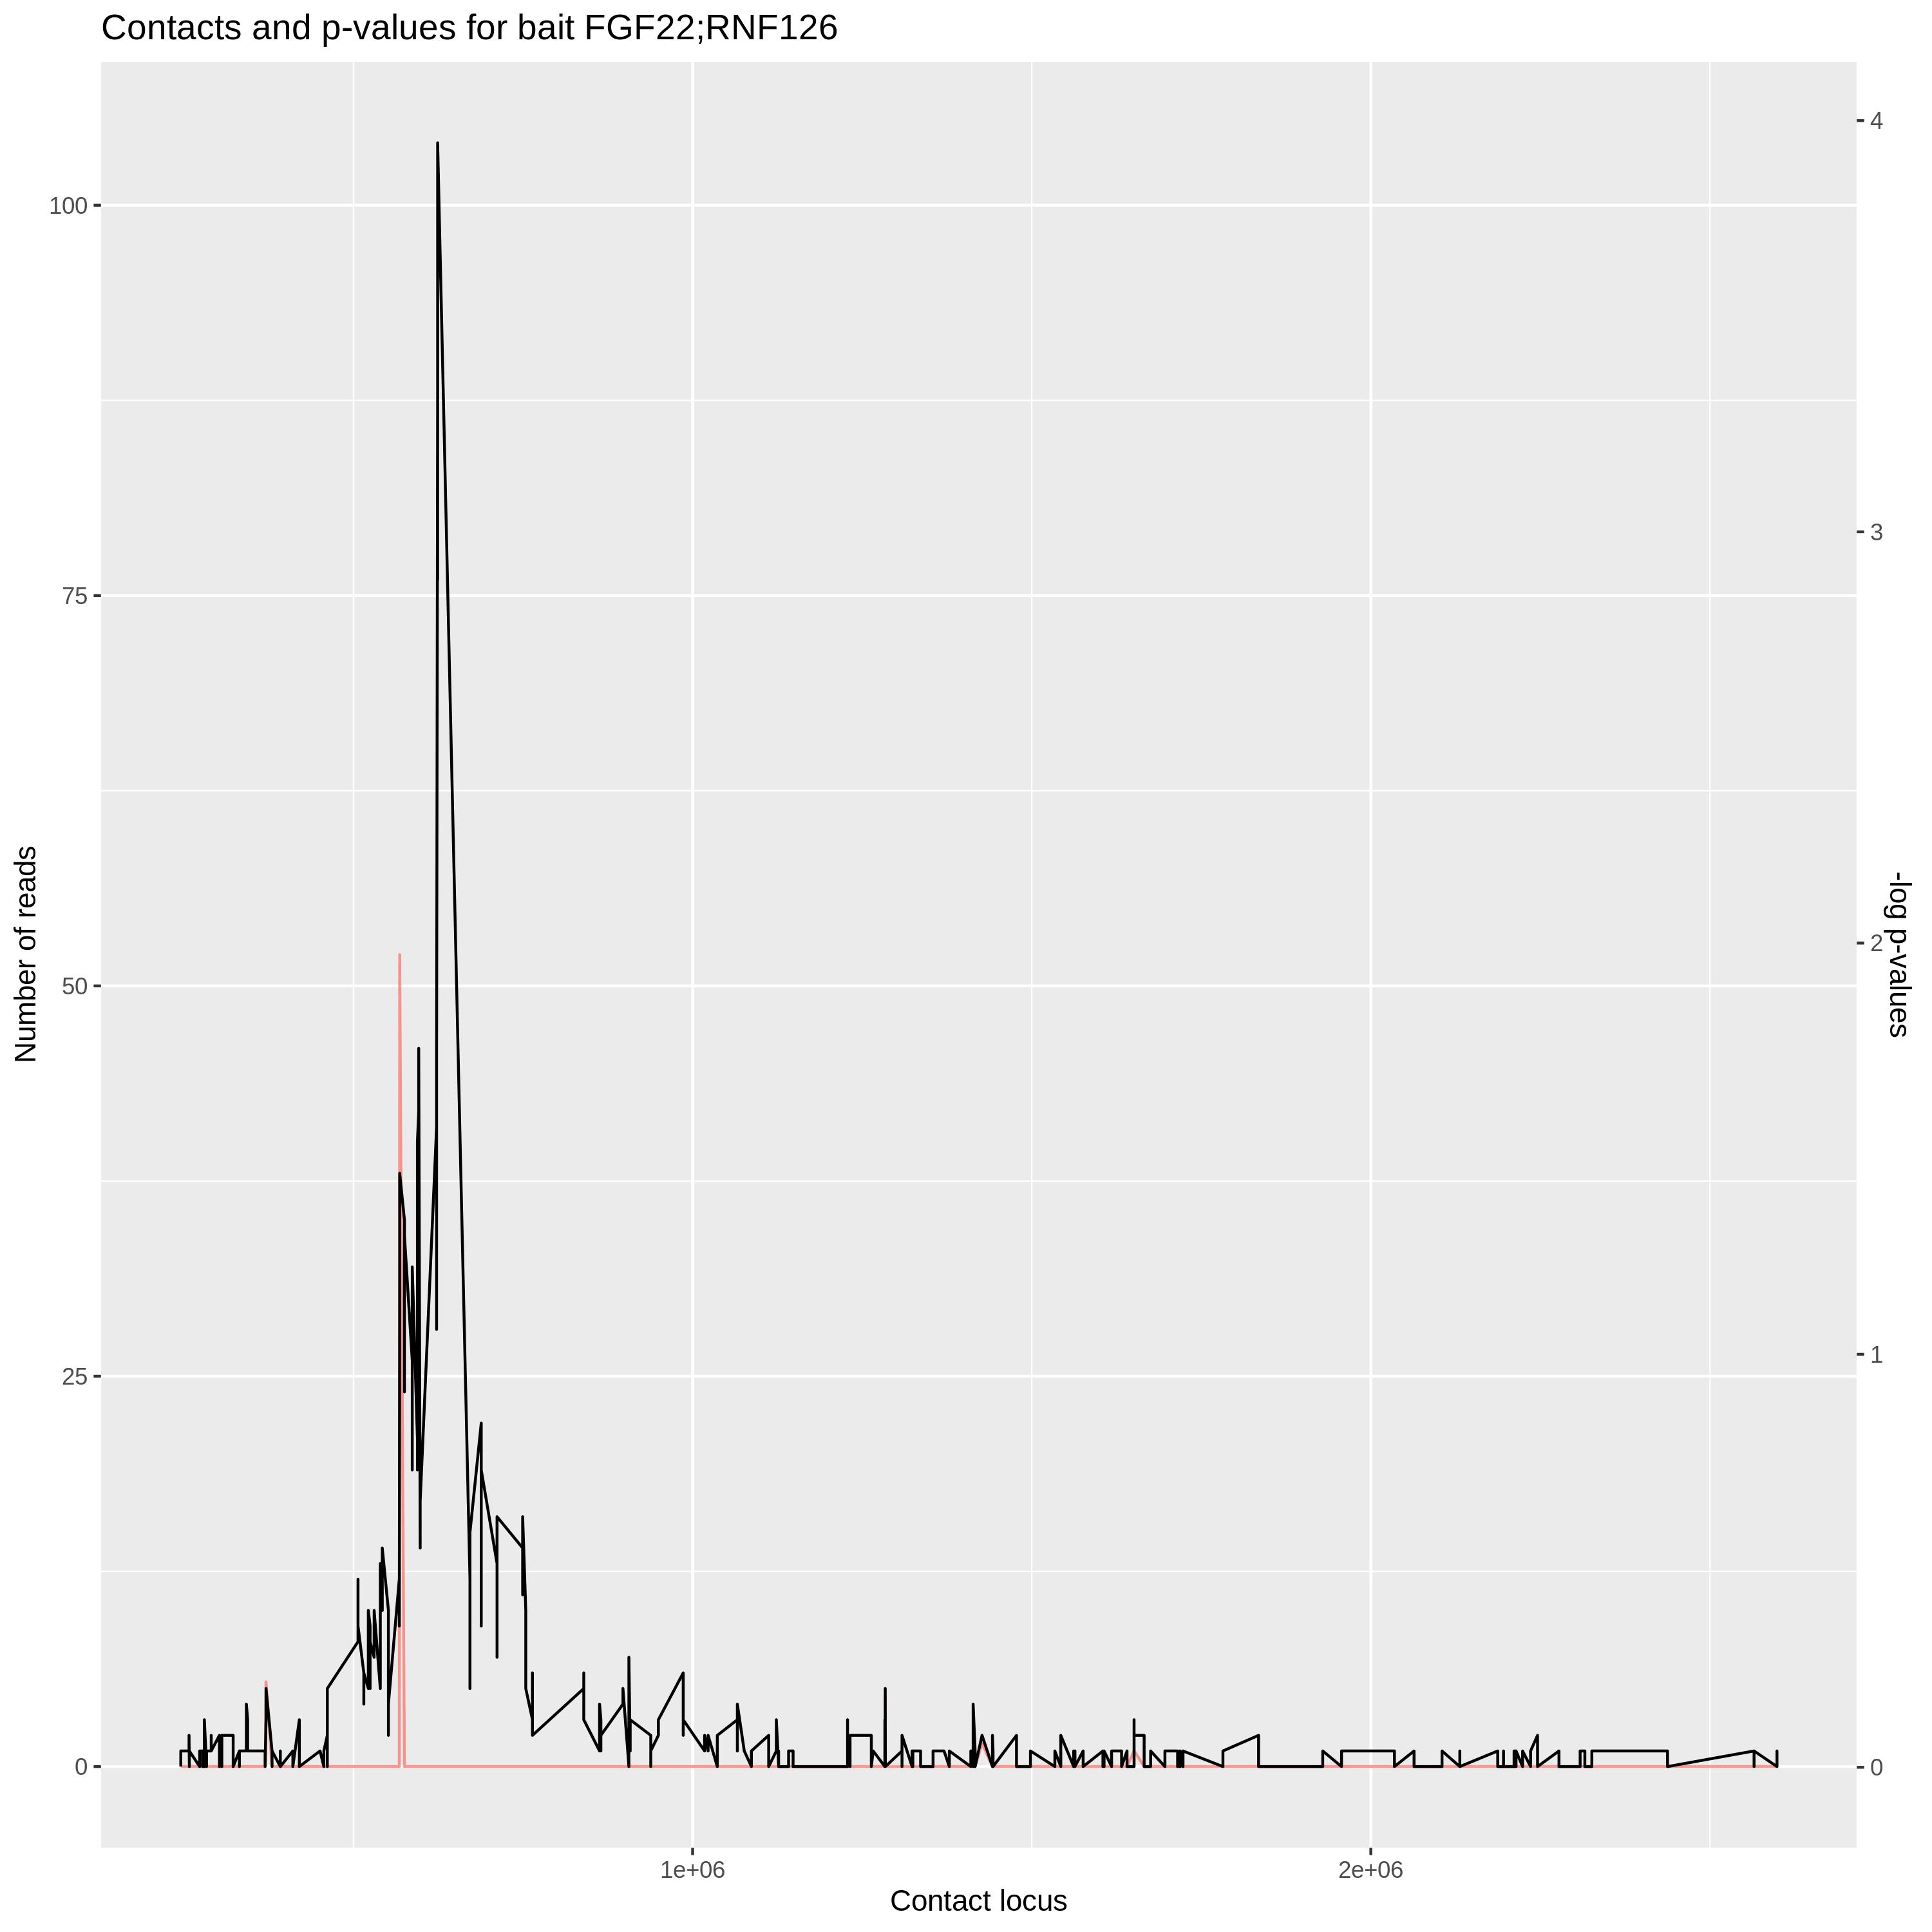 Contacts and p-values for bait FGF22;RNF126
4
100
3
75
Number of reads
-log p-values
2
50
1
25
0
0
1e+06
2e+06
Contact locus